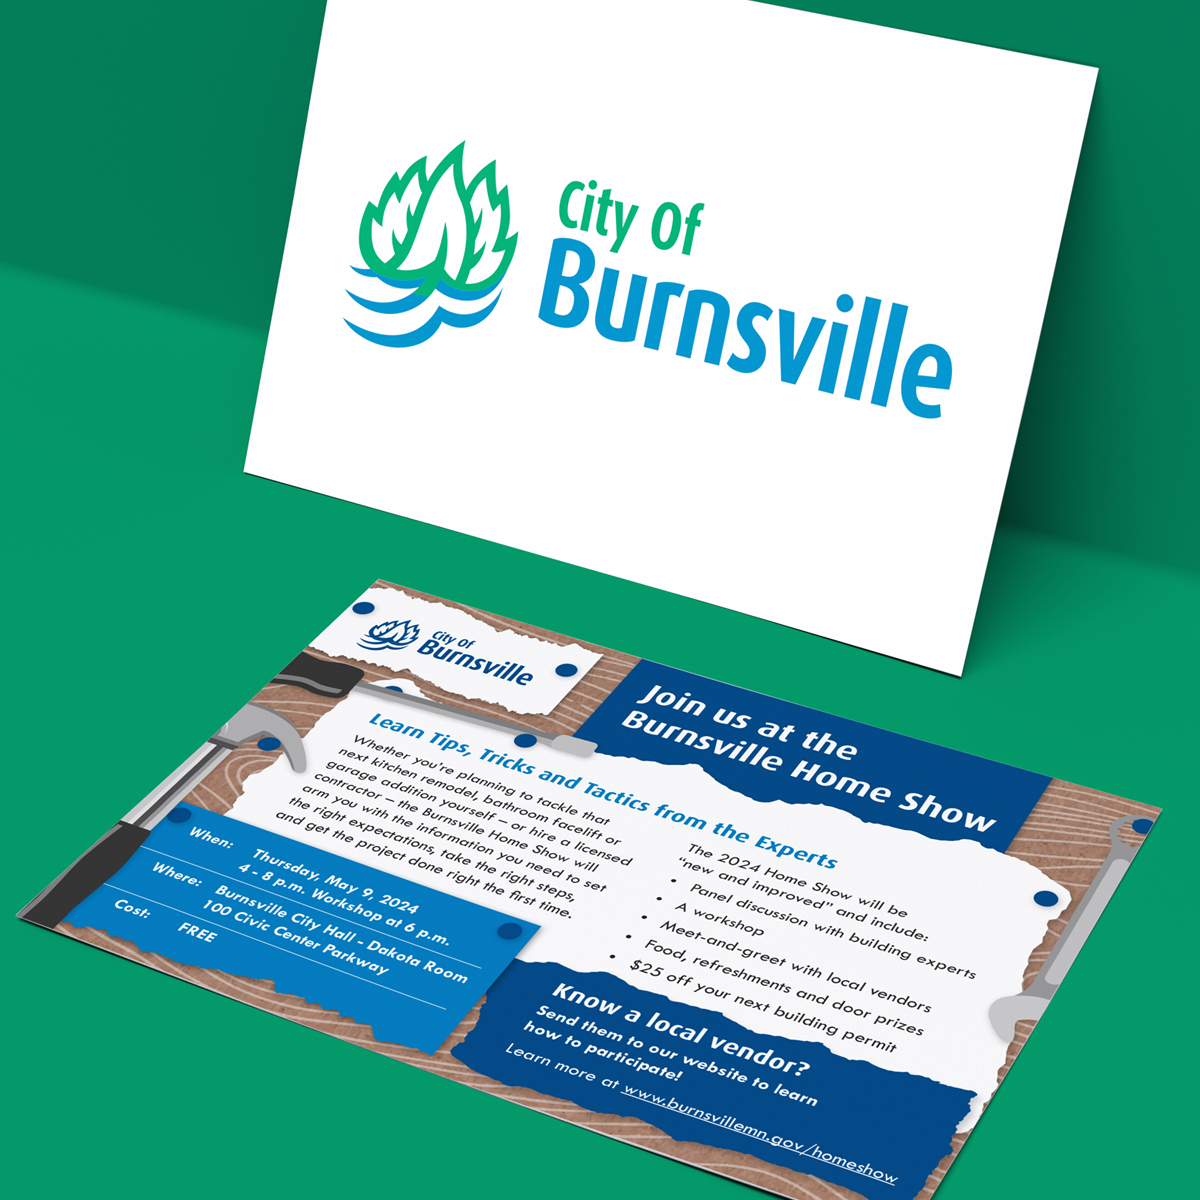 City Of
Burnsville
City Of
Burnsville
Join us at the
Burnsville Home Show
Learn Tips, Tricks and Tactics from the Experts
Whether you're planning to tackle that
next kitchen remodel, bathroom facelift or
garage addition yourself – or hire a licensed
contractor – the Burnsville Home Show will
arm you with the information you need to set
the right expectations, take the right steps,
and get the project done right the first time.
The 2024 Home Show will be
"new and improved" and include:
• Panel discussion with building experts
• A workshop
• Meet-and-greet with local vendors
• Food, refreshments and door prizes
• $25 off your next building permit
When: Thursday, May 9, 2024
4 - 8 p.m. Workshop at 6 p.m.
Where: Burnsville City Hall - Dakota Room
100 Civic Center Parkway
Cost: FREE
Know a local vendor?
Send them to our website to learn
how to participate!
Learn more at www.burnsvillemn.gov/homeshow